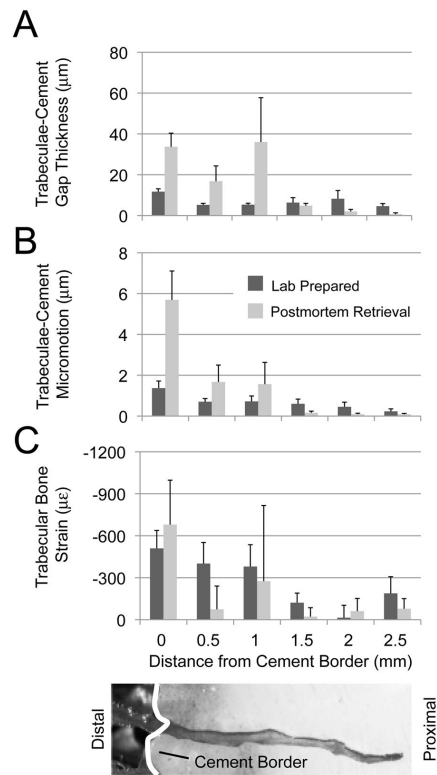 A
Trabeculae-Cement
Gap Thickness (μm)
80
60
40
20
0
B
Trabeculae-Cement
Micromotion (μm)
8
6
4
2
0
Lab Prepared
Postmortem Retrieval
C
Trabecular Bone
Strain (με)
-1200
-900
-600
-300
0
0 0.5 1 1.5 2 2.5
Distance from Cement Border (mm)
Distal
Cement Border
Proximal